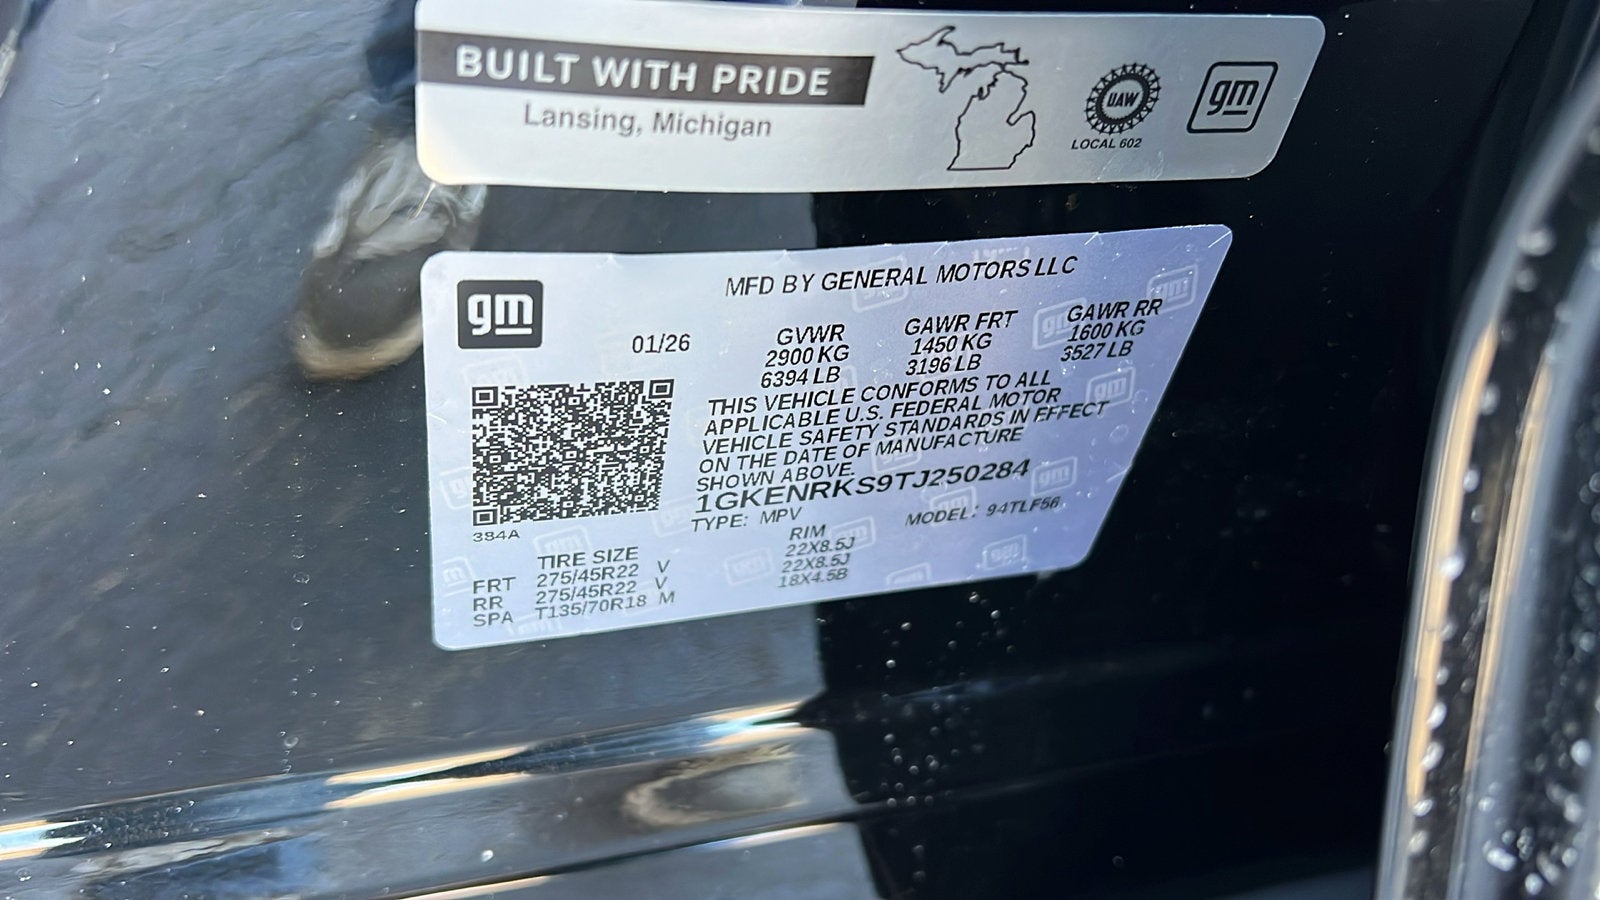 BUILT WITH PRIDE
Lansing, Michigan
UAW
LOCAL 602
gm
gm
MFD BY GENERAL MOTORS LLC
01/26
GVWR
2900 KG
6394 LB
GAWR FRT
1450 KG
3196 LB
GAWR RR
1600 KG
3527 LB
THIS VEHICLE CONFORMS TO ALL
APPLICABLE U.S. FEDERAL MOTOR
VEHICLE SAFETY STANDARDS IN EFFECT
ON THE DATE OF MANUFACTURE
SHOWN ABOVE.
1GKENRKS9TJ250284
TYPE: MPV MODEL: 94TLF56
384A
TIRE SIZE RIM
FRT 275/45R22 V 22X8.5J
RR 275/45R22 V 22X8.5J
SPA T135/70R18 M 18X4.5B